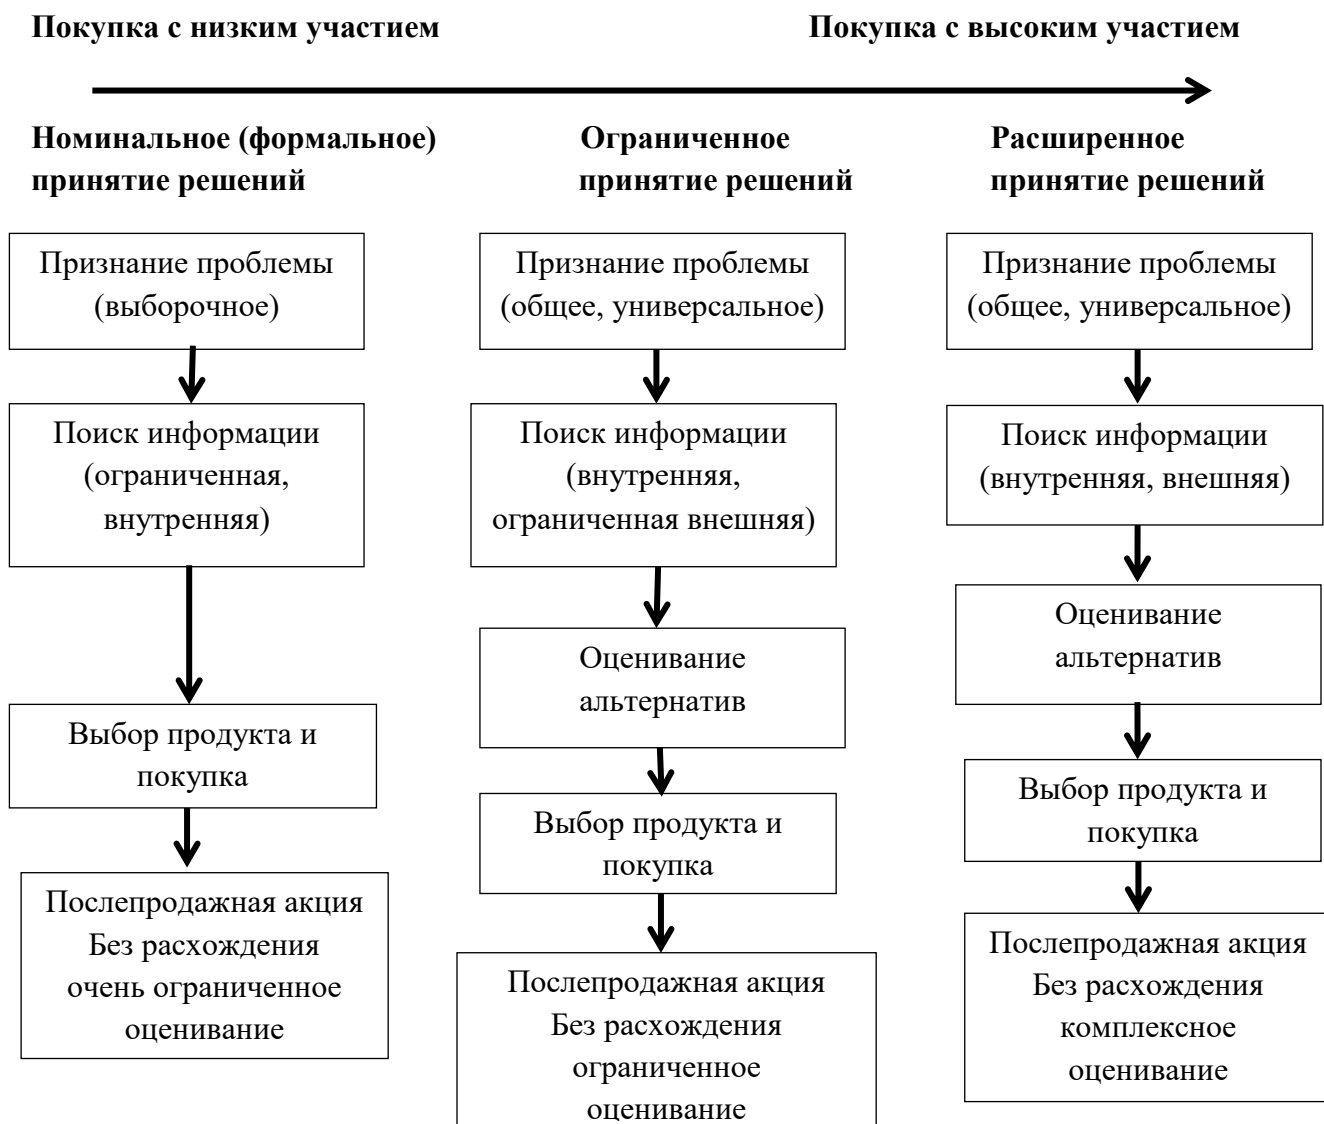 Покупка с низким участием
Покупка с высоким участием
Номинальное (формальное)
принятие решений
Ограниченное
принятие решений
Расширенное
принятие решений
Признание проблемы
(выборочное)
Поиск информации
(ограниченная,
внутренняя)
Выбор продукта и
покупка
Послепродажная акция
Без расхождения
очень ограниченное
оценивание
Признание проблемы
(общее, универсальное)
Поиск информации
(внутренняя,
ограниченная внешняя)
Оценивание
альтернатив
Выбор продукта и
покупка
Послепродажная акция
Без расхождения
ограниченное
оценивание
Признание проблемы
(общее, универсальное)
Поиск информации
(внутренняя, внешняя)
Оценивание
альтернатив
Выбор продукта и
покупка
Послепродажная акция
Без расхождения
комплексное
оценивание